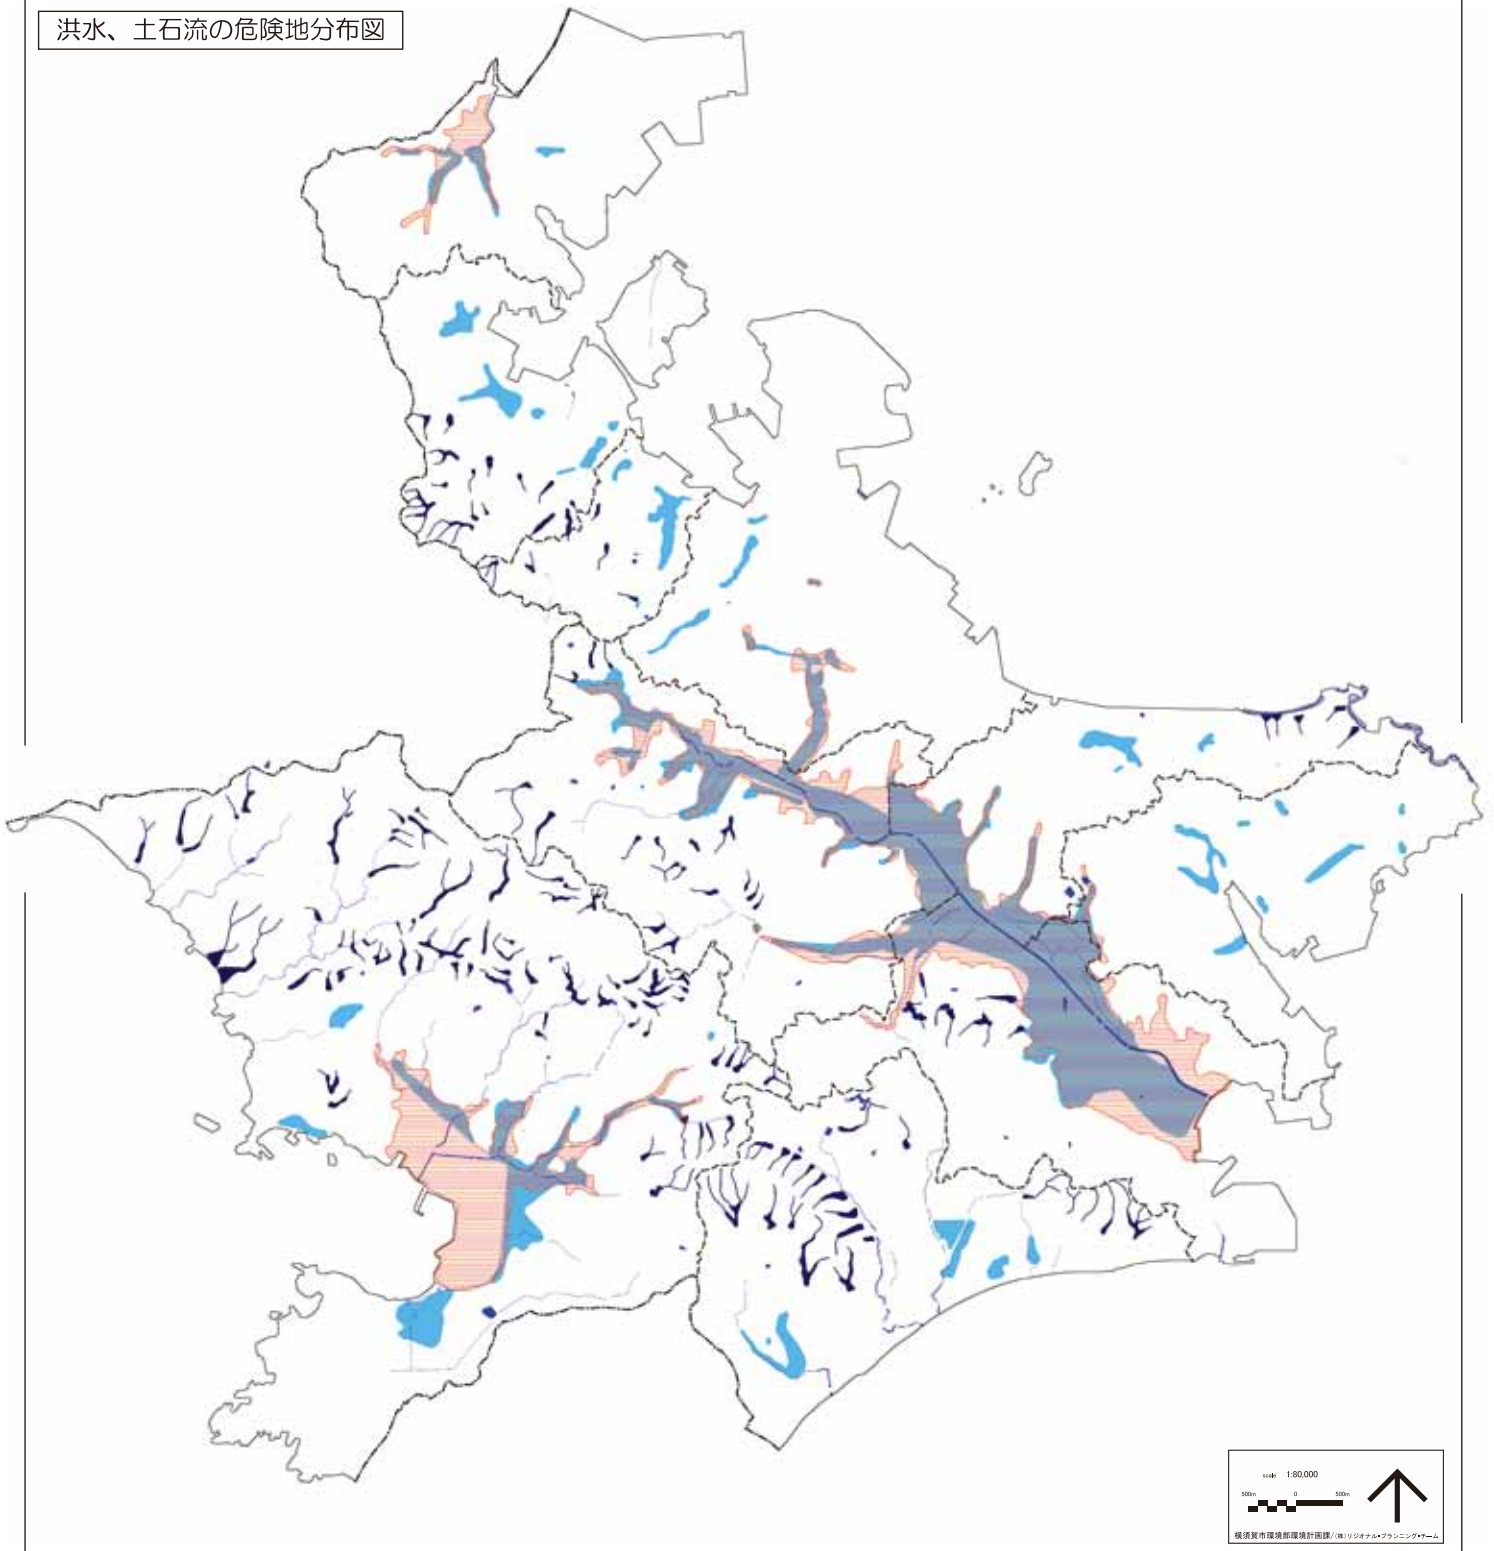 洪水、土石流の危険地分布図
scale 1:80,000
500m 0 500m
横須賀市環境部環境計画課/(株)リジオナル・プランニング・チーム